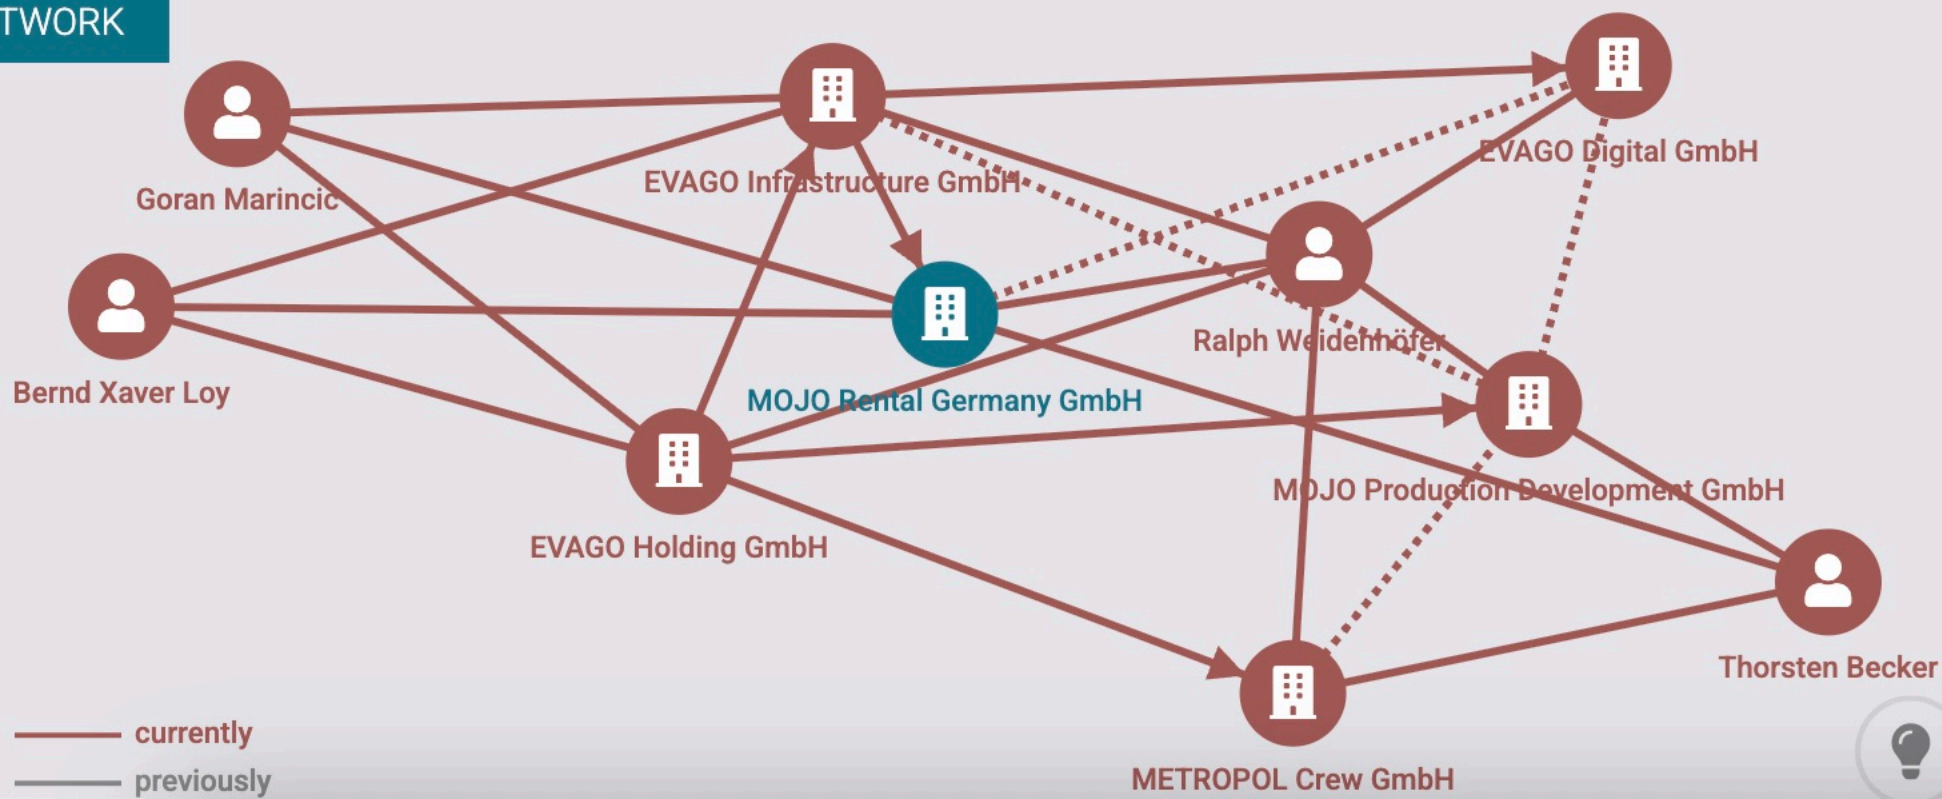 TWORK
Goran Marincic
EVAGO Infrastructure GmbH
EVAGO Digital GmbH
Bernd Xaver Loy
MOJO Rental Germany GmbH
Ralph Weidenhöfer
EVAGO Holding GmbH
MOJO Production Development GmbH
Thorsten Becker
METROPOL Crew GmbH
currently
previously